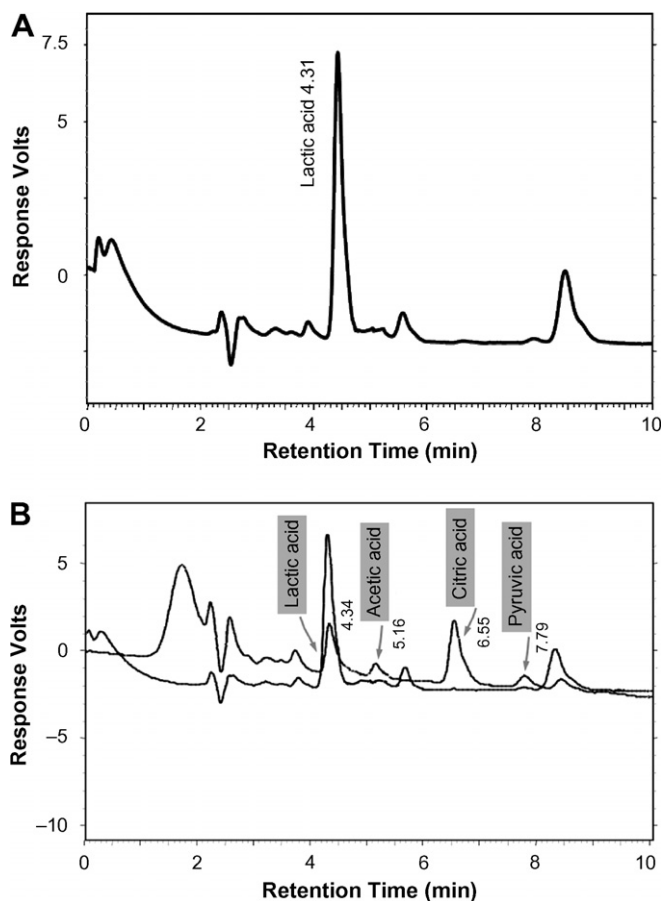 A
Response Volts
7.5
5
0
Lactic acid 4.31
0 2 4 6 8 10
Retention Time (min)
B
Response Volts
5
0
−5
−10
Lactic acid
4.34
Acetic acid
5.16
Citric acid
6.55
Pyruvic acid
7.79
0 2 4 6 8 10
Retention Time (min)